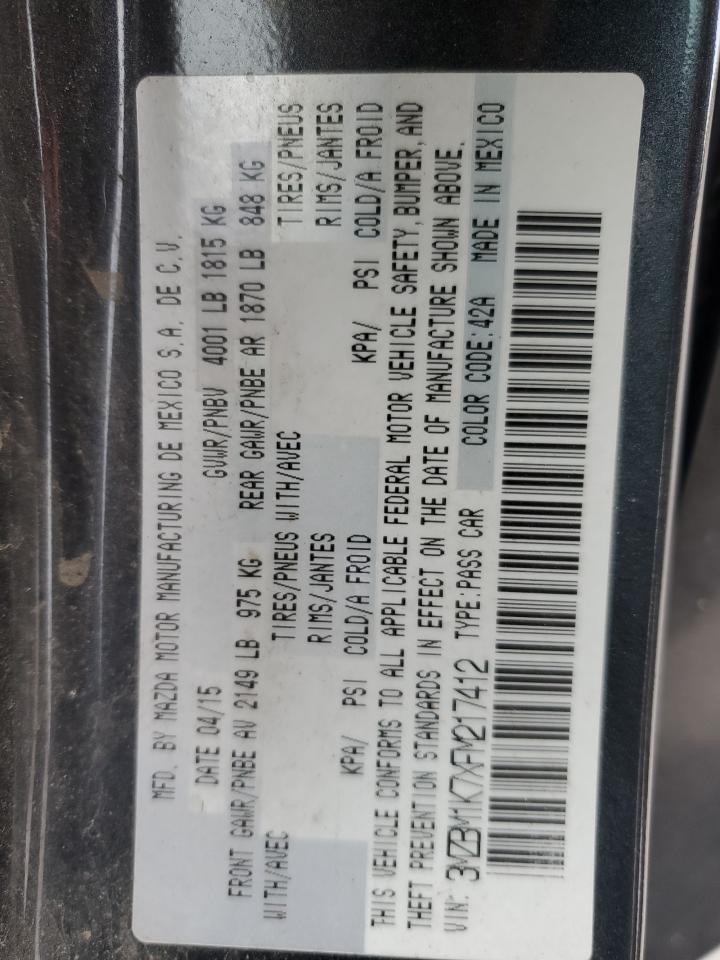 MFD. BY MAZDA MOTOR MANUFACTURING DE MEXICO S.A. DE C.V.
DATE 04/15 GVWR/PNBV 4001 LB 1815 KG
FRONT GAWR/PNBE AV 2149 LB 975 KG REAR GAWR/PNBE AR 1870 LB 848 KG
WITH/AVEC TIRES/PNEUS WITH/AVEC TIRES/PNEUS
RIMS/JANTES RIMS/JANTES
KPA/ PSI COLD/A FROID KPA/ PSI COLD/A FROID
THIS VEHICLE CONFORMS TO ALL APPLICABLE FEDERAL MOTOR VEHICLE SAFETY, BUMPER, AND
THEFT PREVENTION STANDARDS IN EFFECT ON THE DATE OF MANUFACTURE SHOWN ABOVE.
VIN: 3MZBM1K7XFM217412 TYPE:PASS CAR COLOR CODE:42A MADE IN MEXICO